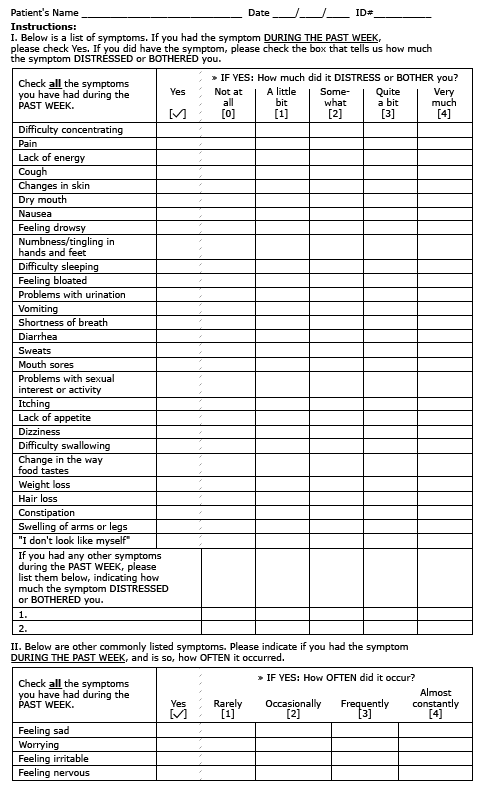 Patient's Name ______________________________ Date ____/____/____ ID#__________
Instructions:
I. Below is a list of symptoms. If you had the symptom DURING THE PAST WEEK,
please check Yes. If you did have the symptom, please check the box that tells us how much
the symptom DISTRESSED or BOTHERED you.
Check all the symptoms
you have had during the
PAST WEEK.
Yes
[✓]
» IF YES: How much did it DISTRESS or BOTHER you?
Not at
all
[0]
A little
bit
[1]
Some-
what
[2]
Quite
a bit
[3]
Very
much
[4]
Difficulty concentrating
Pain
Lack of energy
Cough
Changes in skin
Dry mouth
Nausea
Feeling drowsy
Numbness/tingling in
hands and feet
Difficulty sleeping
Feeling bloated
Problems with urination
Vomiting
Shortness of breath
Diarrhea
Sweats
Mouth sores
Problems with sexual
interest or activity
Itching
Lack of appetite
Dizziness
Difficulty swallowing
Change in the way
food tastes
Weight loss
Hair loss
Constipation
Swelling of arms or legs
"I don't look like myself"
If you had any other symptoms
during the PAST WEEK, please
list them below, indicating how
much the symptom DISTRESSED
or BOTHERED you.
1.
2.
II. Below are other commonly listed symptoms. Please indicate if you had the symptom
DURING THE PAST WEEK, and is so, how OFTEN it occurred.
Check all the symptoms
you have had during the
PAST WEEK.
Yes
[✓]
» IF YES: How OFTEN did it occur?
Rarely
[1]
Occasionally
[2]
Frequently
[3]
Almost
constantly
[4]
Feeling sad
Worrying
Feeling irritable
Feeling nervous